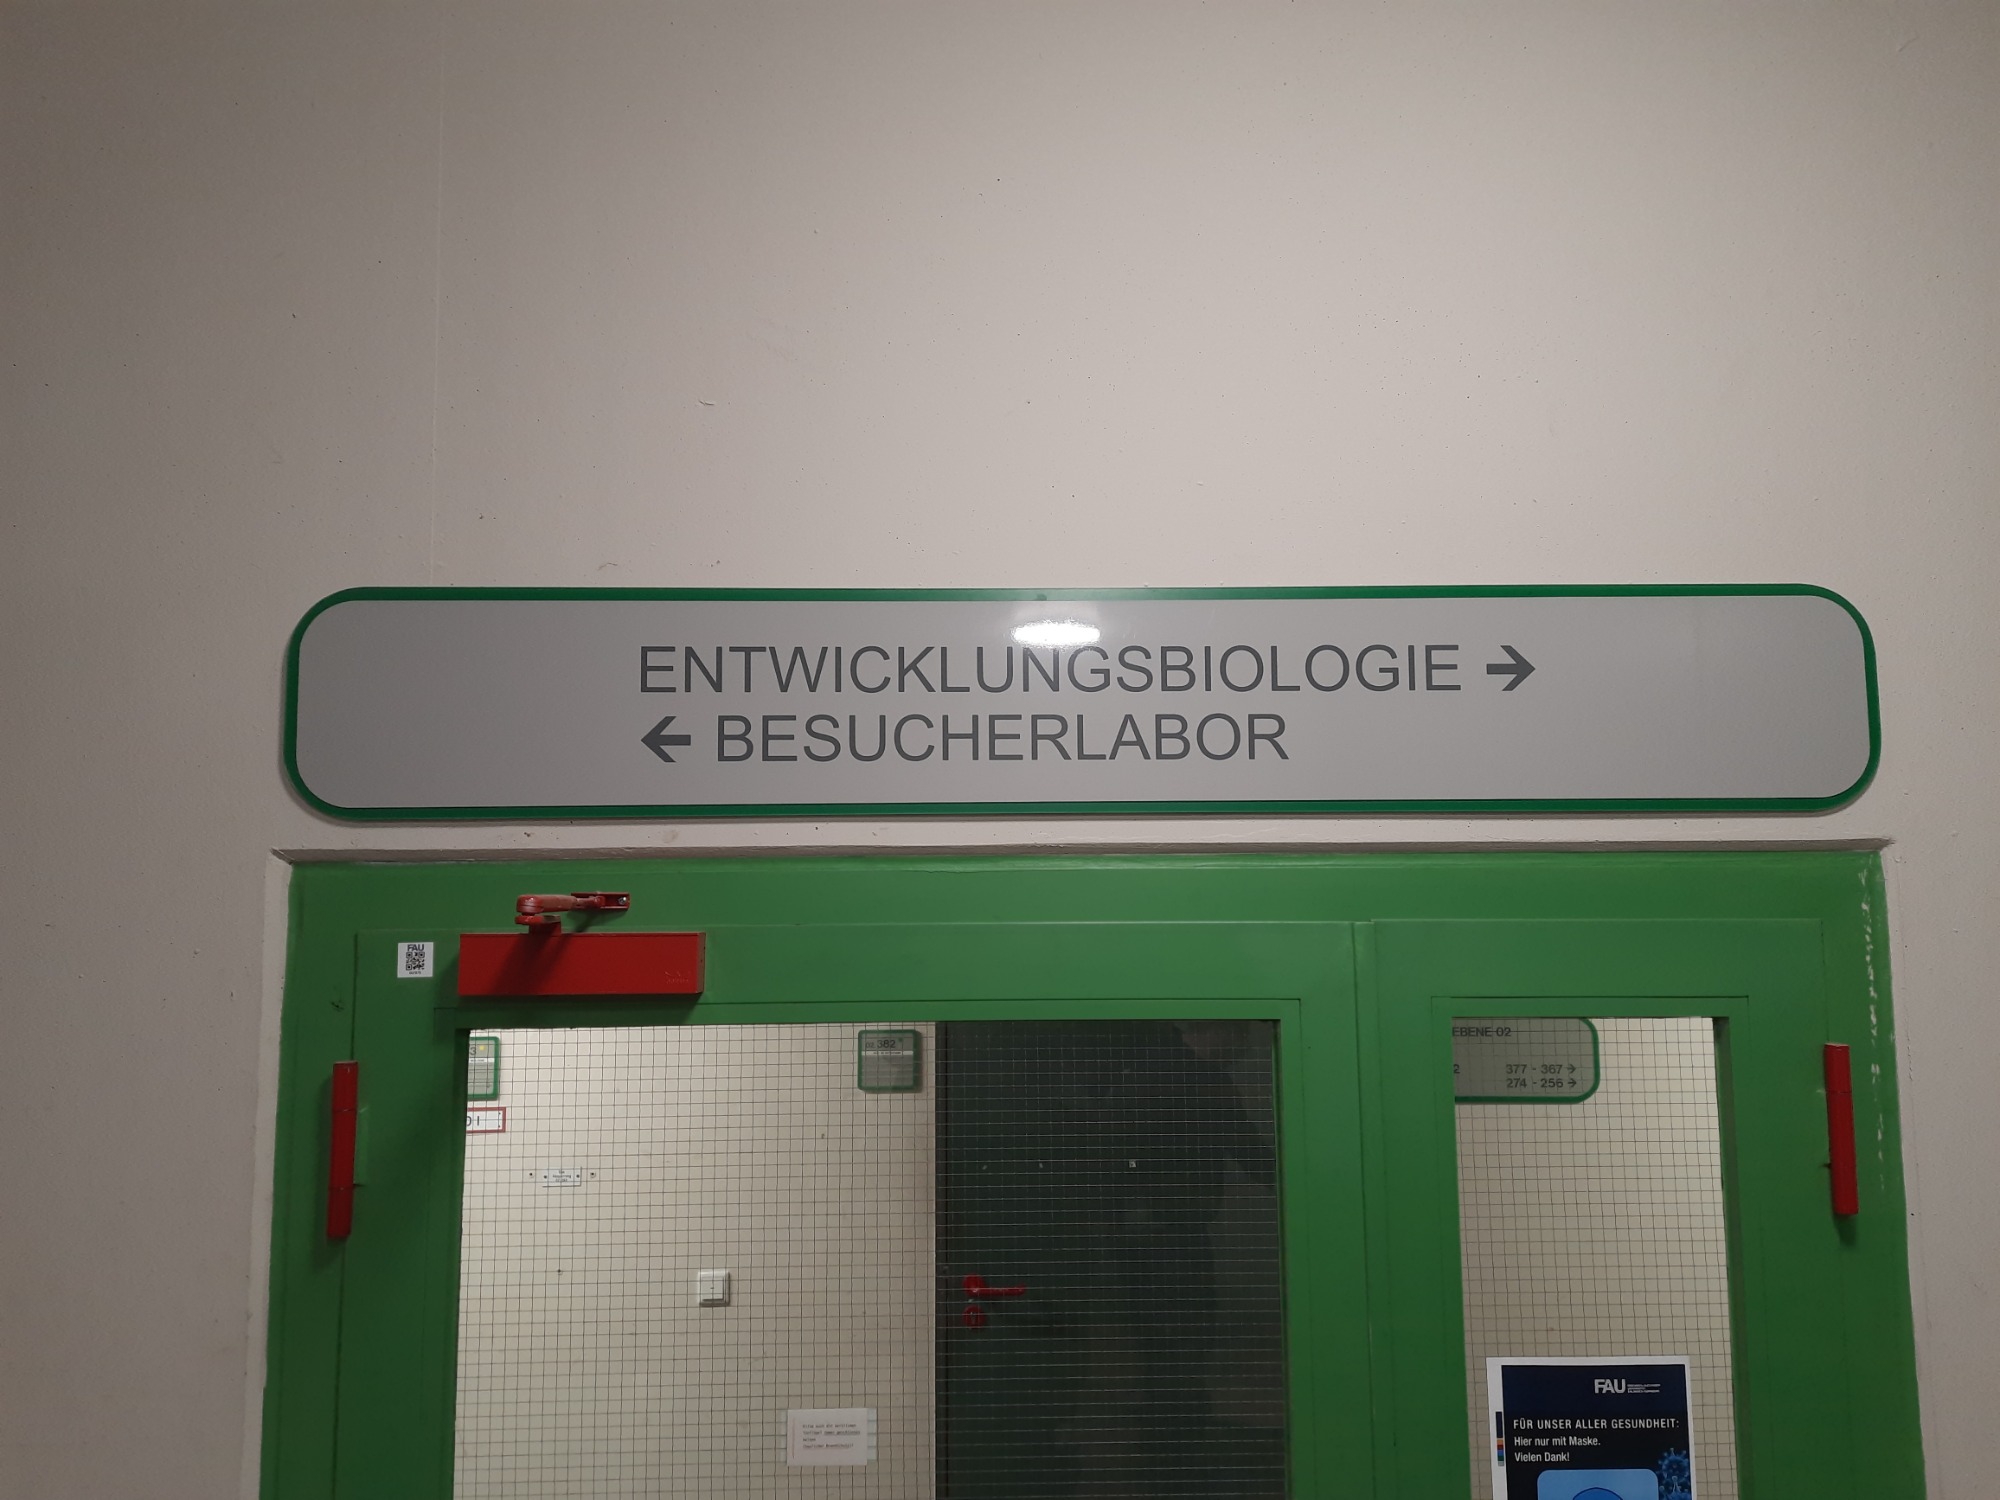 ENTWICKLUNGSBIOLOGIE →
← BESUCHERLABOR
FAU
362
EBENE 02
377 - 367 →
274 - 256 →
FAU
FÜR UNSER ALLER GESUNDHEIT:
Hier nur mit Maske.
Vielen Dank!